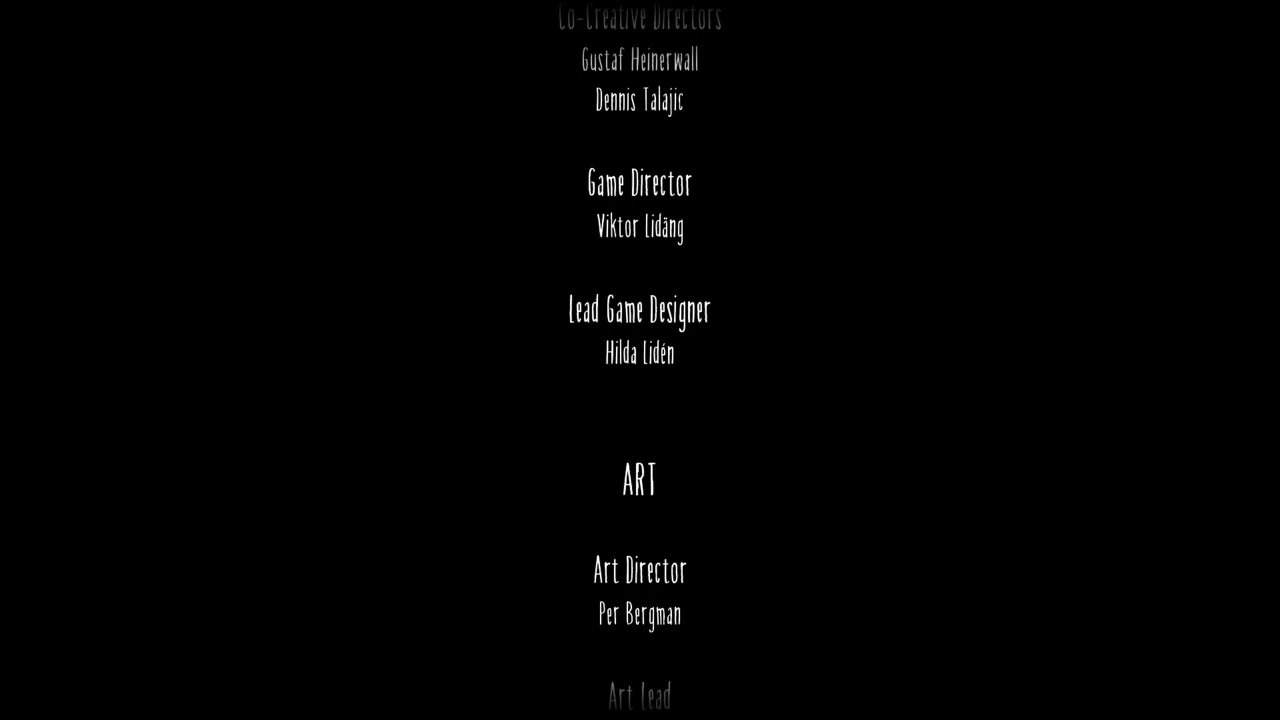 Co-Creative Directors
Gustaf Heinerwall
Dennis Talajic
Game Director
Viktor Lidäng
Lead Game Designer
Hilda Lidén
ART
Art Director
Per Bergman
Art Lead